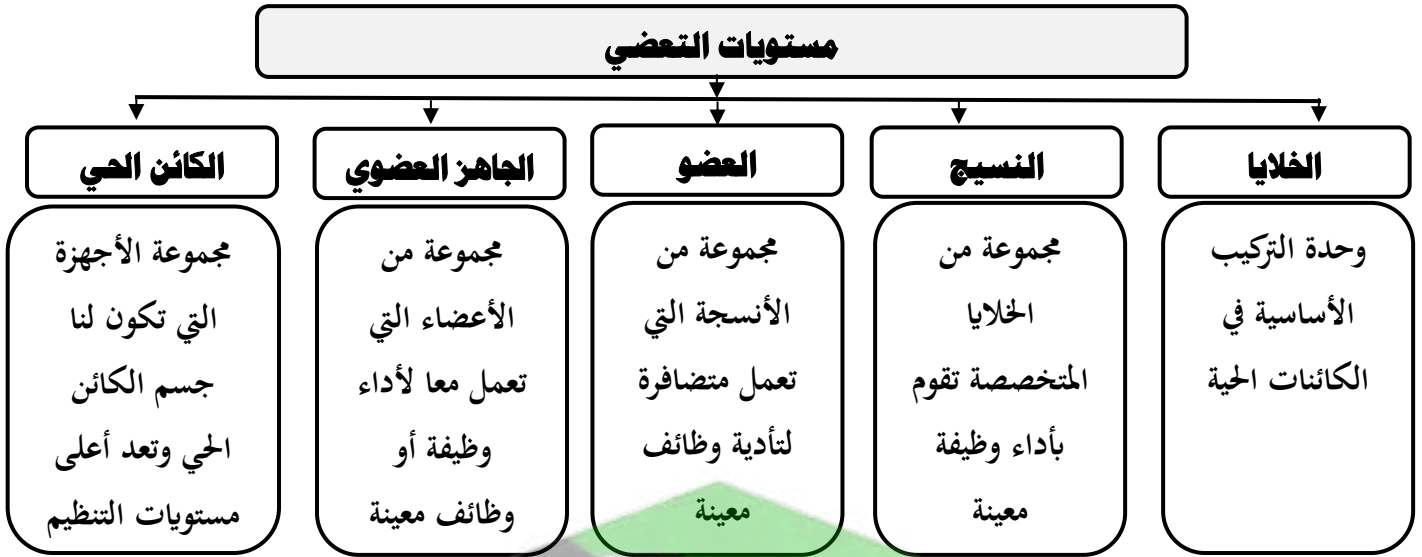 مستويات التعضي
الخلايا
وحدة التركيب
الأساسية في
الكائنات الحية
النسيج
مجموعة من
الخلايا
المتخصصة تقوم
بأداء وظيفة
معينة
العضو
مجموعة من
الأنسجة التي
تعمل متضافرة
لتأدية وظائف
معينة
الجاهز العضوي
مجموعة من
الأعضاء التي
تعمل معا لأداء
وظيفة أو
وظائف معينة
الكائن الحي
مجموعة الأجهزة
التي تكون لنا
جسم الكائن
الحي وتعد أعلى
مستويات التنظيم